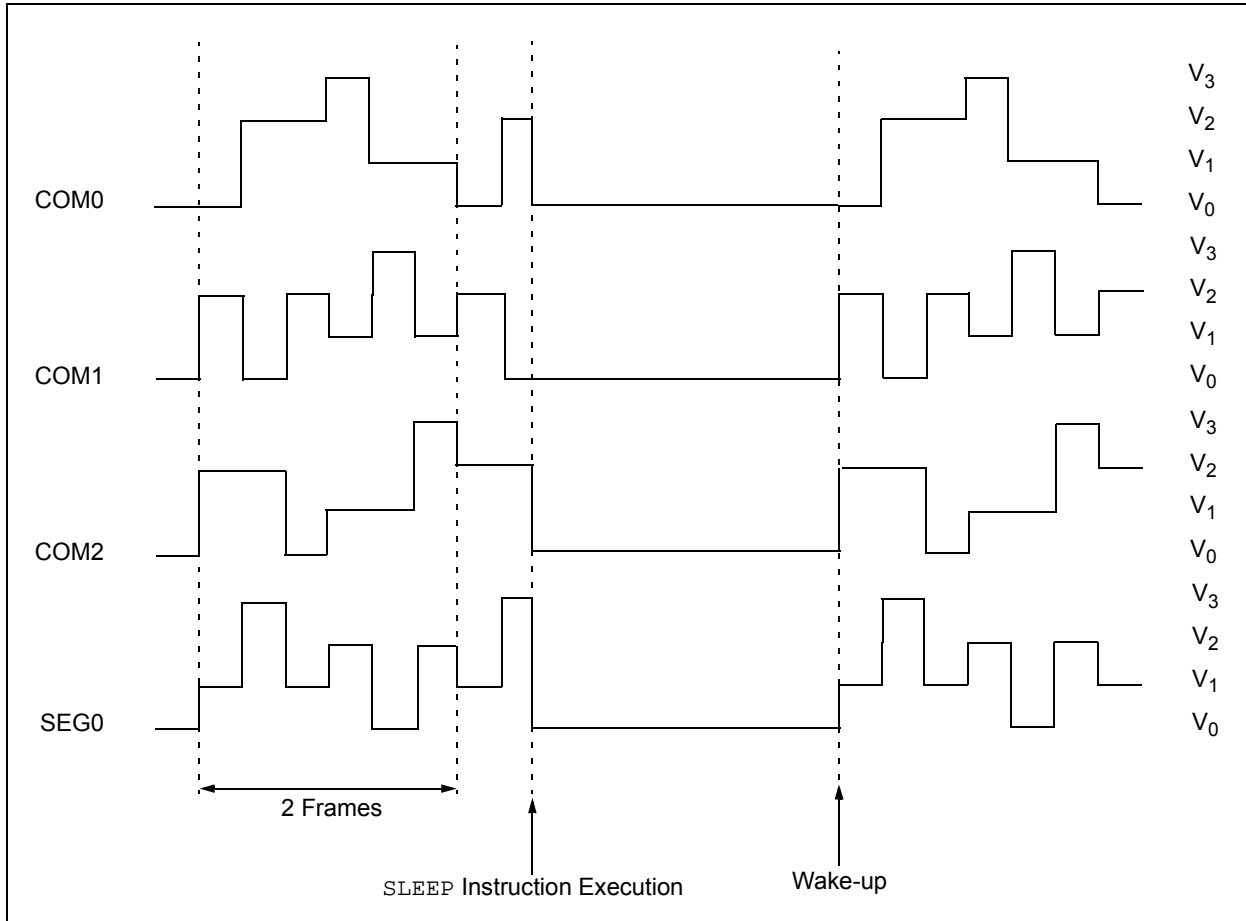 V3
V2
V1
COM0 V0
V3
V2
V1
COM1 V0
V3
V2
V1
COM2 V0
V3
V2
V1
SEG0 V0
2 Frames
SLEEP Instruction Execution
Wake-up